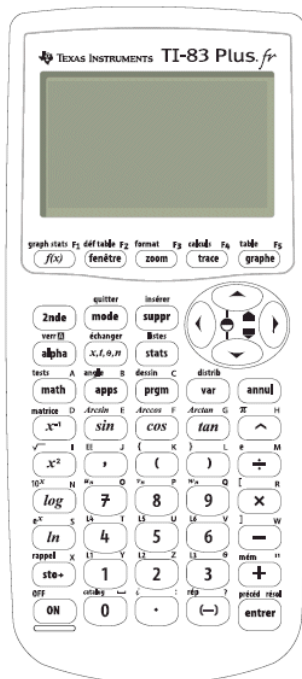 TEXAS INSTRUMENTS TI-83 Plus.fr
graph stats F1 déf table F2 format F3 calculs F4 table F5
f(x) fenêtre zoom trace graphe
quitter insérer
2nde mode suppr
verr A échanger listes
alpha x,t,θ,n stats
tests A angle B dessin C distrib
math apps prgm var annul
matrice D Arcsin E Arccos F Arctan G π H
x⁻¹ sin cos tan ^
√ I EE J { K } L e M
x² , ( ) ÷
10ˣ N O P Q [ R
log 7 8 9 ×
eˣ S L4 T L5 U L6 V ] W
ln 4 5 6 −
rappel X L1 Y L2 Z L3 θ mém "
sto→ 1 2 3 +
OFF catalog : rép ? précéd résol
ON 0 . (−) entrer